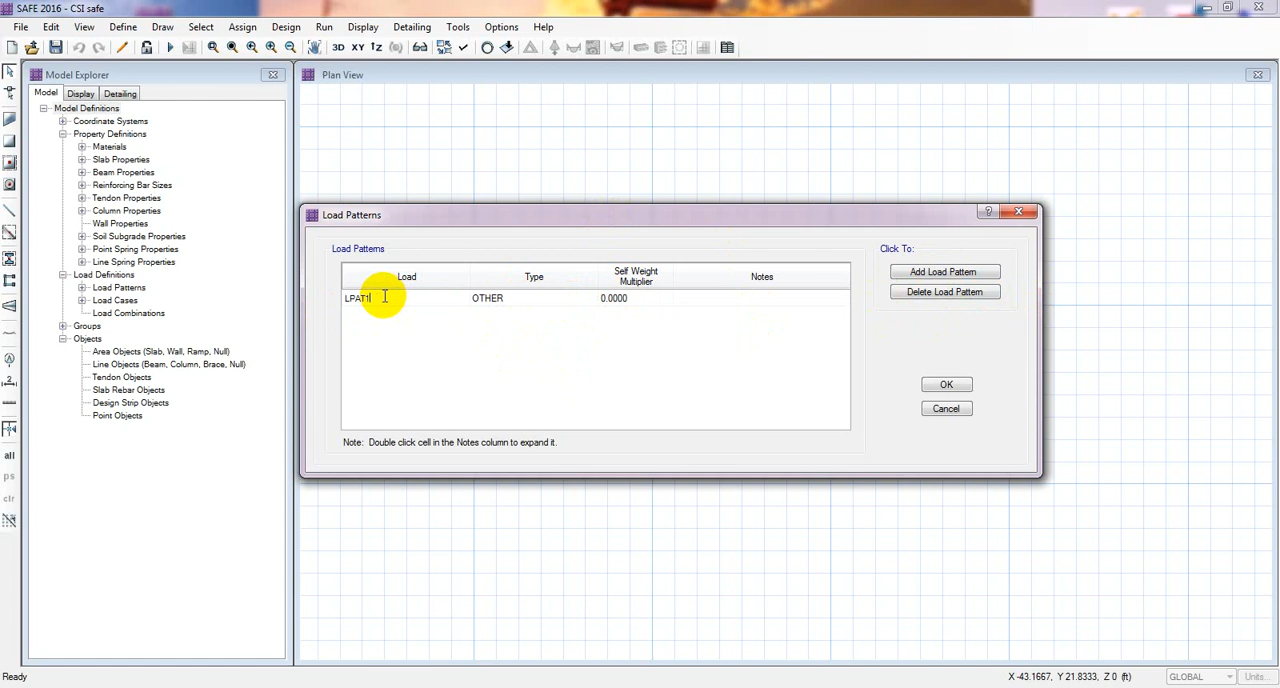 SAFE 2016 - CSI safe
File Edit View Define Draw Select Assign Design Run Display Detailing Tools Options Help
3D XY
Model Explorer
Model Display Detailing
Model Definitions
Coordinate Systems
Property Definitions
Materials
Slab Properties
Beam Properties
Reinforcing Bar Sizes
Tendon Properties
Column Properties
Wall Properties
Soil Subgrade Properties
Point Spring Properties
Line Spring Properties
Load Definitions
Load Patterns
Load Cases
Load Combinations
Groups
Objects
Area Objects (Slab, Wall, Ramp, Null)
Line Objects (Beam, Column, Brace, Null)
Tendon Objects
Slab Rebar Objects
Design Strip Objects
Point Objects
all
ps
clr
Plan View
Load Patterns
Load Patterns
Load Type Self Weight Multiplier Notes
LPAT1 OTHER 0.0000
Note: Double click cell in the Notes column to expand it.
Click To:
Add Load Pattern
Delete Load Pattern
OK
Cancel
Ready
X -43.1667, Y 21.8333, Z 0 (ft)
GLOBAL
Units...